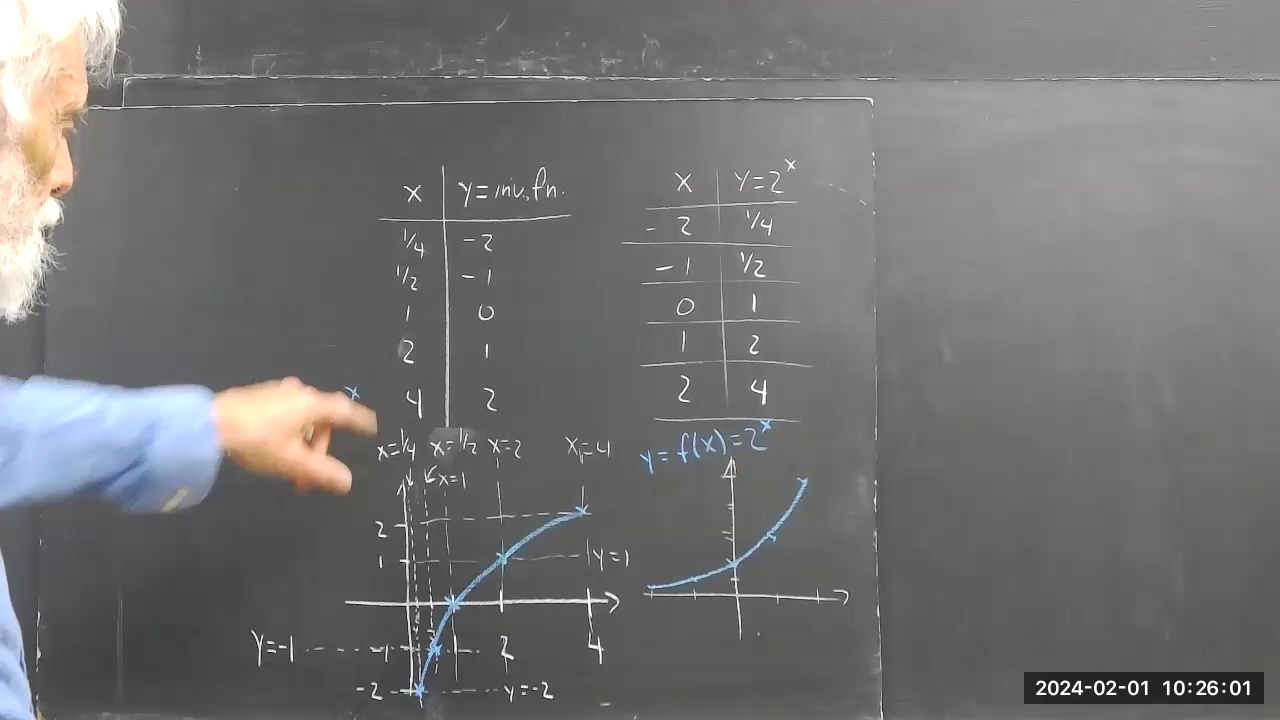 x y=inv. fn.
1/4 -2
1/2 -1
1 0
2 1
4 2
x y=2^x
-2 1/4
-1 1/2
0 1
1 2
2 4
x
x=1/4 x=1/2 x=2 x=4
x=1
2
1
y=1
y=-1 -1 2 4
-2 y=-2
y=f(x)=2^x
2024-02-01 10:26:01